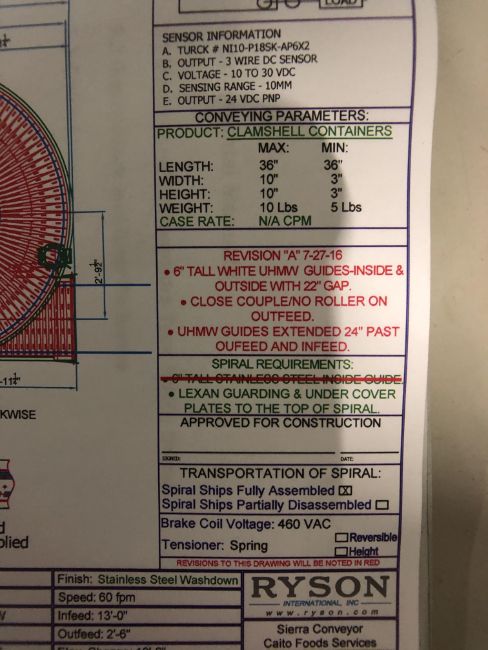 LOAD
SENSOR INFORMATION
A. TURCK # NI10-P18SK-AP6X2
B. OUTPUT - 3 WIRE DC SENSOR
C. VOLTAGE - 10 TO 30 VDC
D. SENSING RANGE - 10MM
E. OUTPUT - 24 VDC PNP
CONVEYING PARAMETERS:
PRODUCT: CLAMSHELL CONTAINERS
MAX: MIN:
LENGTH: 36" 36"
WIDTH: 10" 3"
HEIGHT: 10" 3"
WEIGHT: 10 Lbs 5 Lbs
CASE RATE: N/A CPM
REVISION "A" 7-27-16
• 6" TALL WHITE UHMW GUIDES-INSIDE &
OUTSIDE WITH 22" GAP.
• CLOSE COUPLE/NO ROLLER ON
OUTFEED.
• UHMW GUIDES EXTENDED 24" PAST
OUFEED AND INFEED.
SPIRAL REQUIREMENTS:
• 6" TALL STAINLESS STEEL INSIDE GUIDE
• LEXAN GUARDING & UNDER COVER
PLATES TO THE TOP OF SPIRAL.
APPROVED FOR CONSTRUCTION
SIGNED: DATE:
TRANSPORTATION OF SPIRAL:
Spiral Ships Fully Assembled ☒
Spiral Ships Partially Disassembled ☐
Brake Coil Voltage: 460 VAC
Tensioner: Spring
☐ Reversible
☐ Height
REVISIONS TO THIS DRAWING WILL BE NOTED IN RED
2'-9½"
-11¼"
KWISE
d
plied
Finish: Stainless Steel Washdown
Speed: 60 fpm
Infeed: 13'-0"
Outfeed: 2'-6"
RYSON
INTERNATIONAL, INC
www.ryson.com
Sierra Conveyor
Caito Foods Services